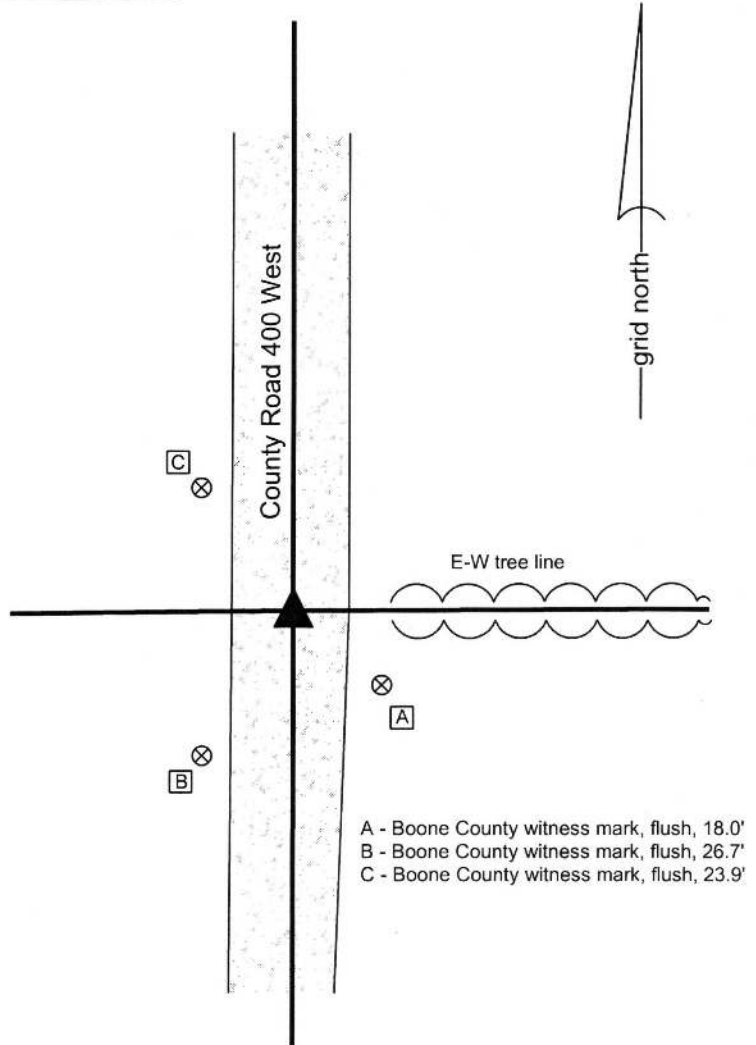 County Road 400 West
grid north
C
E-W tree line
A
B
A - Boone County witness mark, flush, 18.0'
B - Boone County witness mark, flush, 26.7'
C - Boone County witness mark, flush, 23.9'